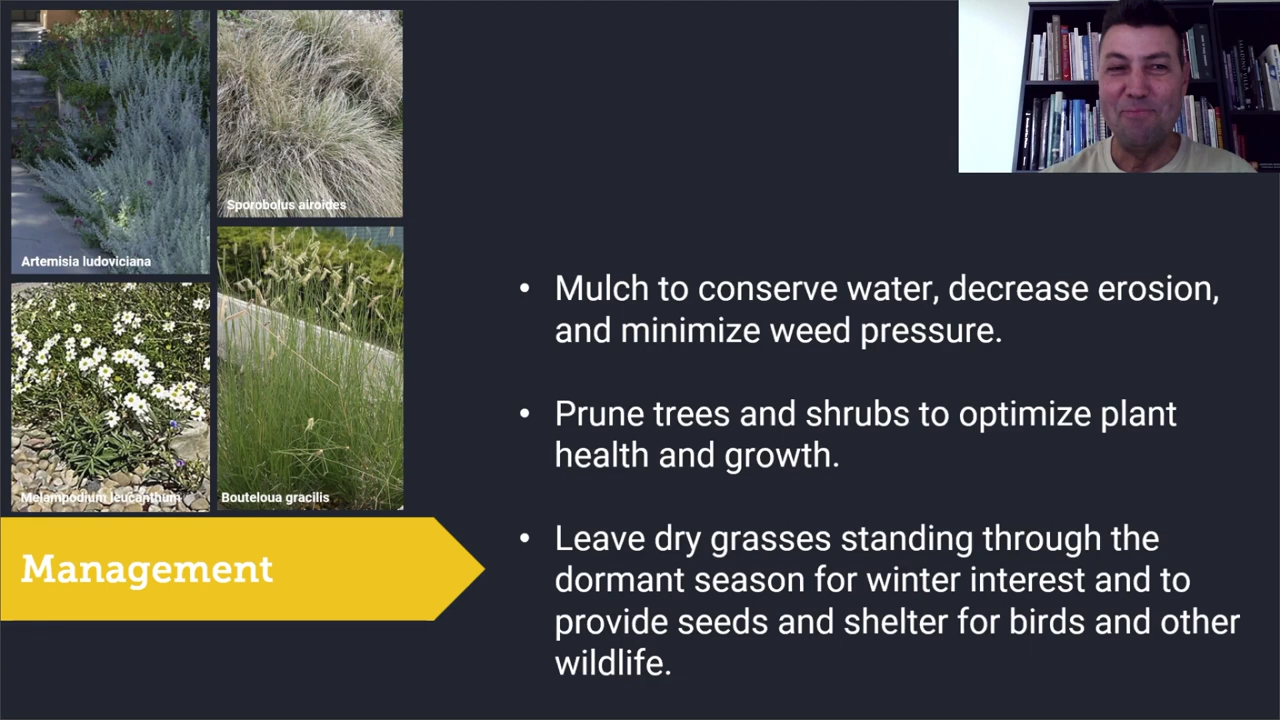 Artemisia ludoviciana
Sporobolus airoides
Melampodium leucanthum
Bouteloua gracilis
Management
• Mulch to conserve water, decrease erosion,
and minimize weed pressure.
• Prune trees and shrubs to optimize plant
health and growth.
• Leave dry grasses standing through the
dormant season for winter interest and to
provide seeds and shelter for birds and other
wildlife.